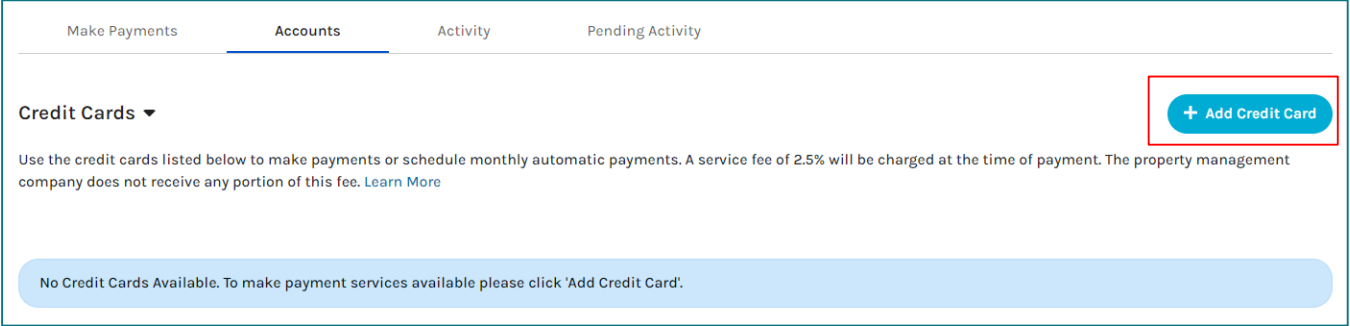 Make Payments Accounts Activity Pending Activity
Credit Cards
+ Add Credit Card
Use the credit cards listed below to make payments or schedule monthly automatic payments. A service fee of 2.5% will be charged at the time of payment. The property management
company does not receive any portion of this fee. Learn More
No Credit Cards Available. To make payment services available please click 'Add Credit Card'.